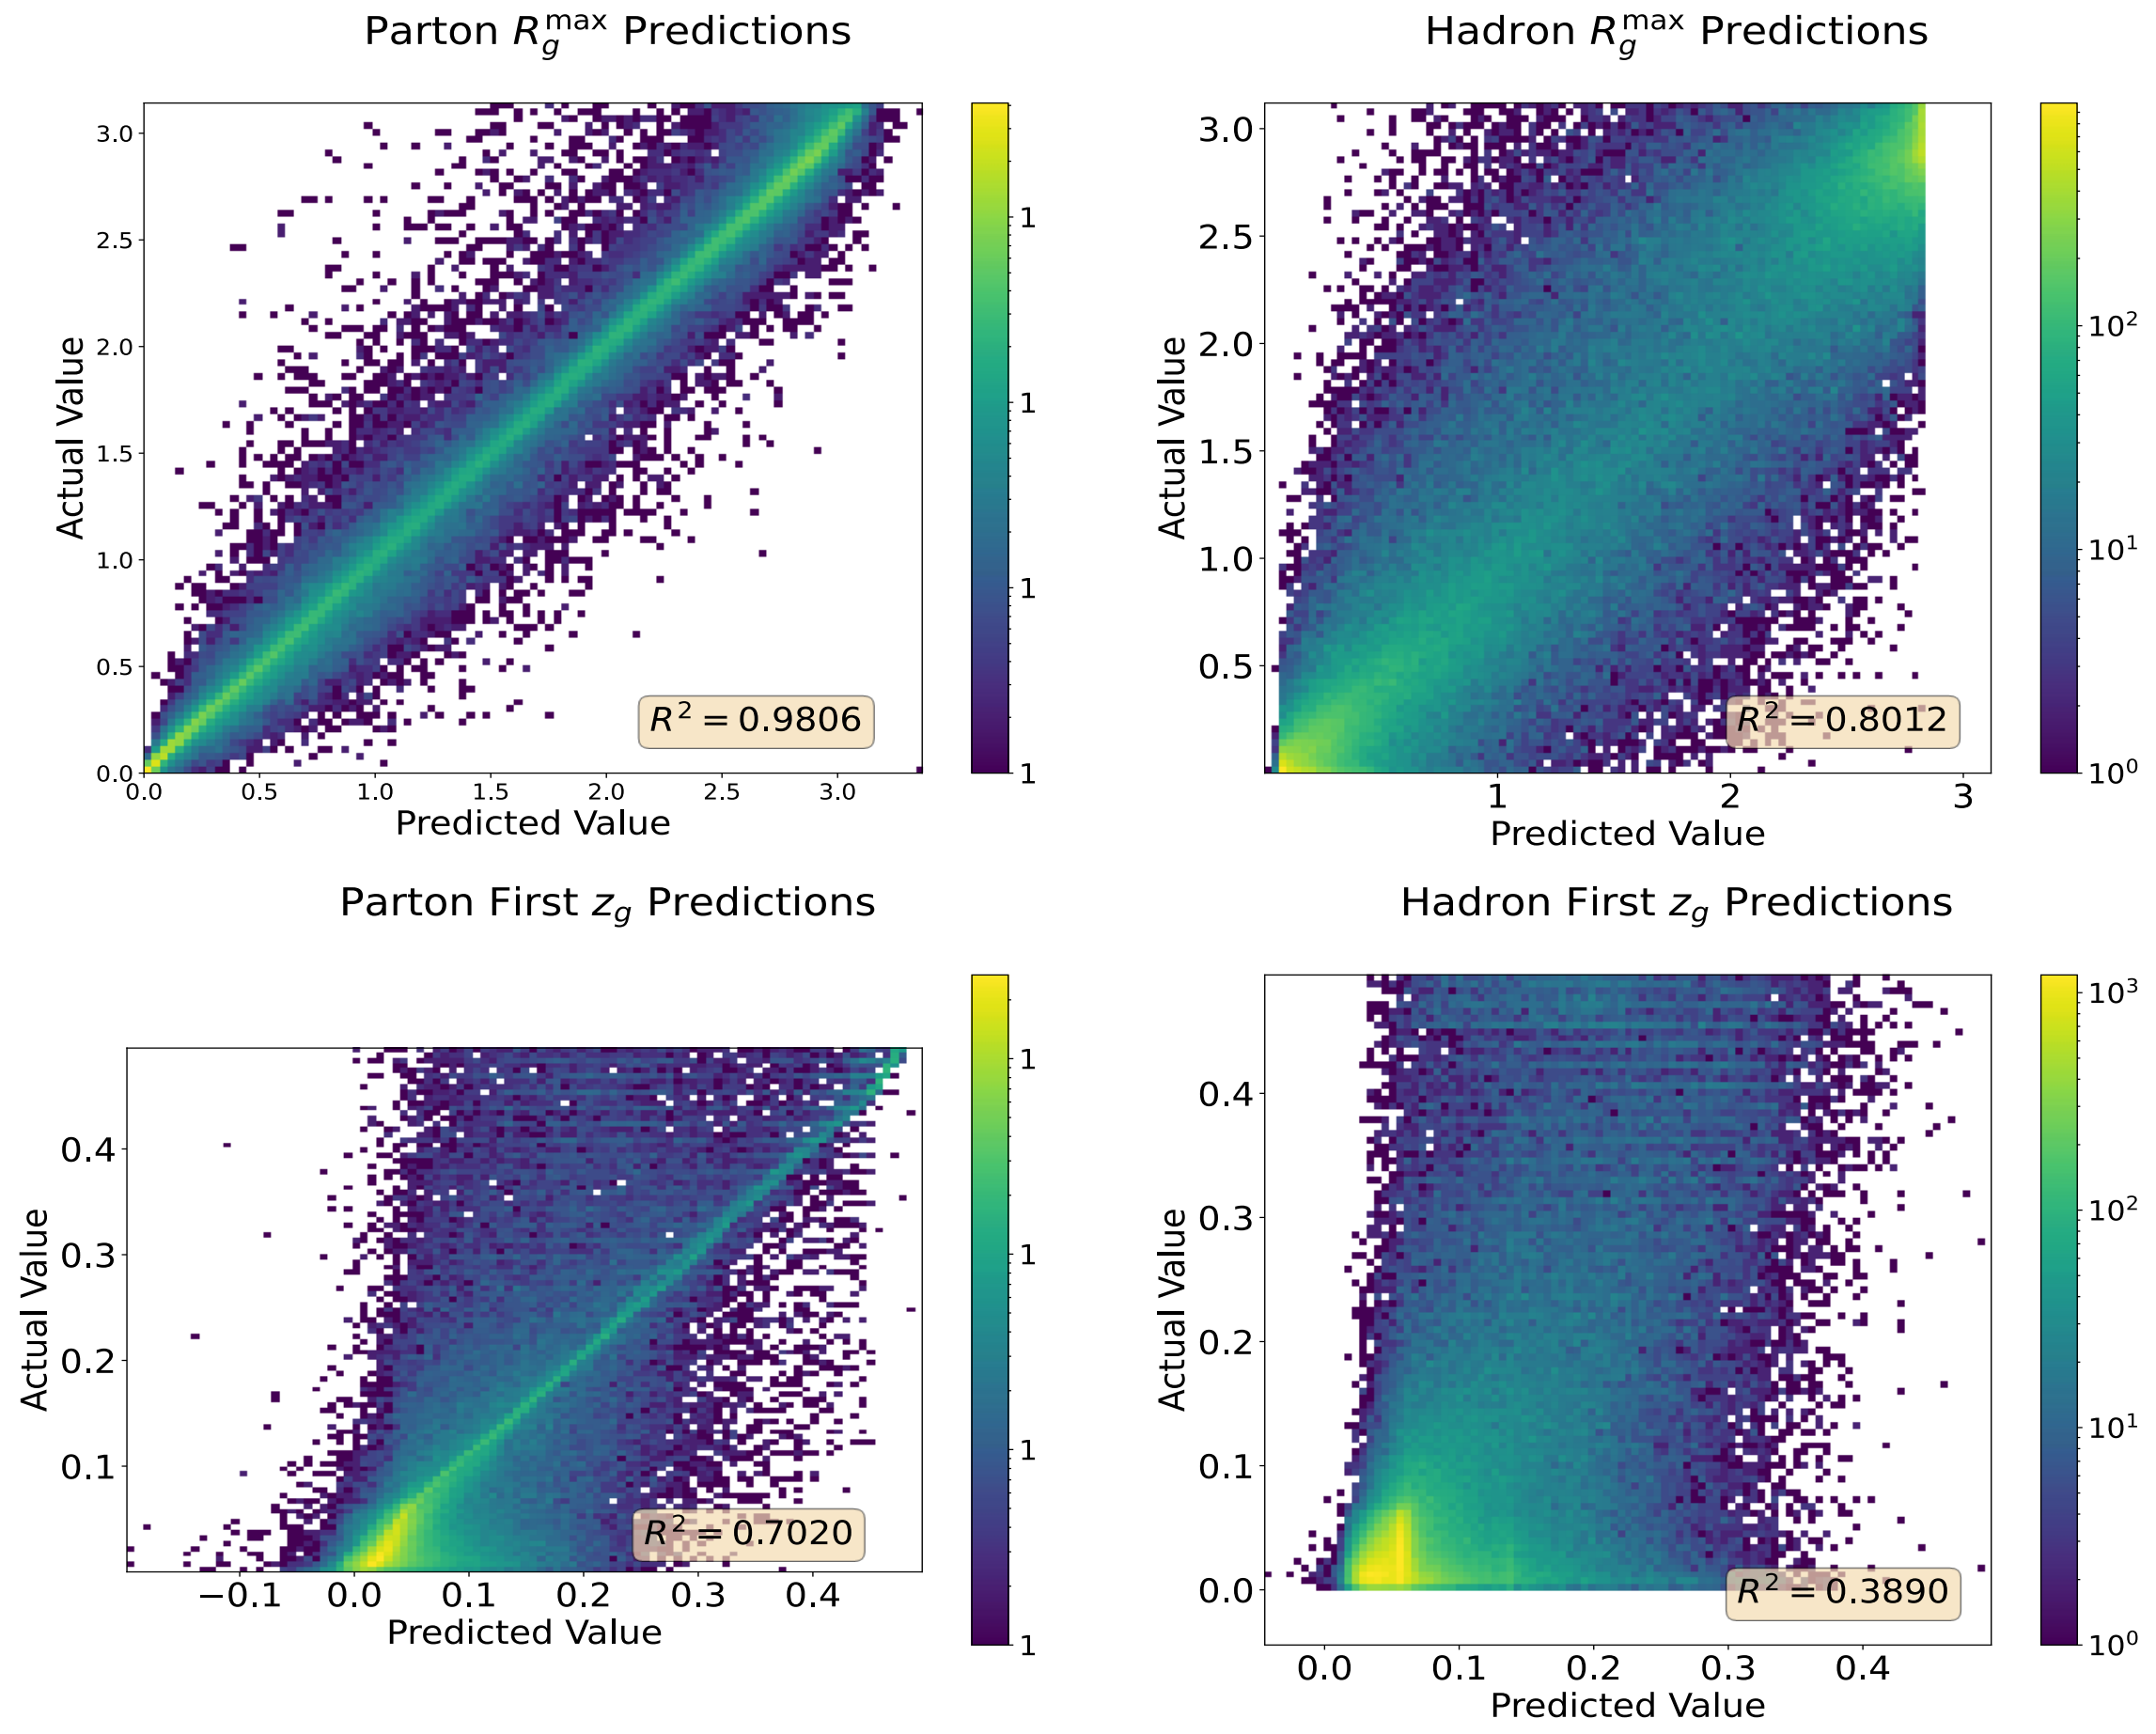 Parton $R_g^{\mathrm{max}}$ Predictions
3.0
2.5
2.0
1.5
1.0
0.5
0.0
Actual Value
0.0 0.5 1.0 1.5 2.0 2.5 3.0
Predicted Value
$R^2 = 0.9806$
1
1
1
1
Hadron $R_g^{\mathrm{max}}$ Predictions
3.0
2.5
2.0
1.5
1.0
0.5
Actual Value
1 2 3
Predicted Value
$R^2 = 0.8012$
$10^2$
$10^1$
$10^0$
Parton First $z_g$ Predictions
0.4
0.3
0.2
0.1
Actual Value
−0.1 0.0 0.1 0.2 0.3 0.4
Predicted Value
$R^2 = 0.7020$
1
1
1
1
Hadron First $z_g$ Predictions
0.4
0.3
0.2
0.1
0.0
Actual Value
0.0 0.1 0.2 0.3 0.4
Predicted Value
$R^2 = 0.3890$
$10^3$
$10^2$
$10^1$
$10^0$